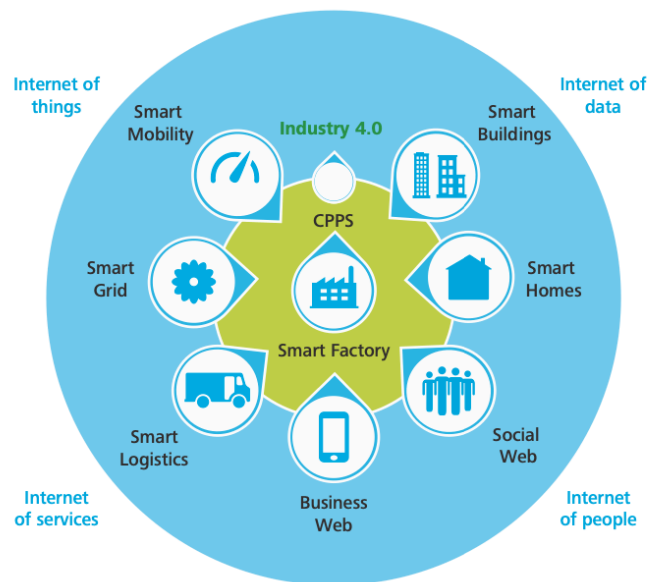 Internet of
things
Internet of
data
Smart
Mobility
Industry 4.0
Smart
Buildings
CPPS
Smart
Grid
Smart
Homes
Smart Factory
Smart
Logistics
Social
Web
Business
Web
Internet
of services
Internet
of people